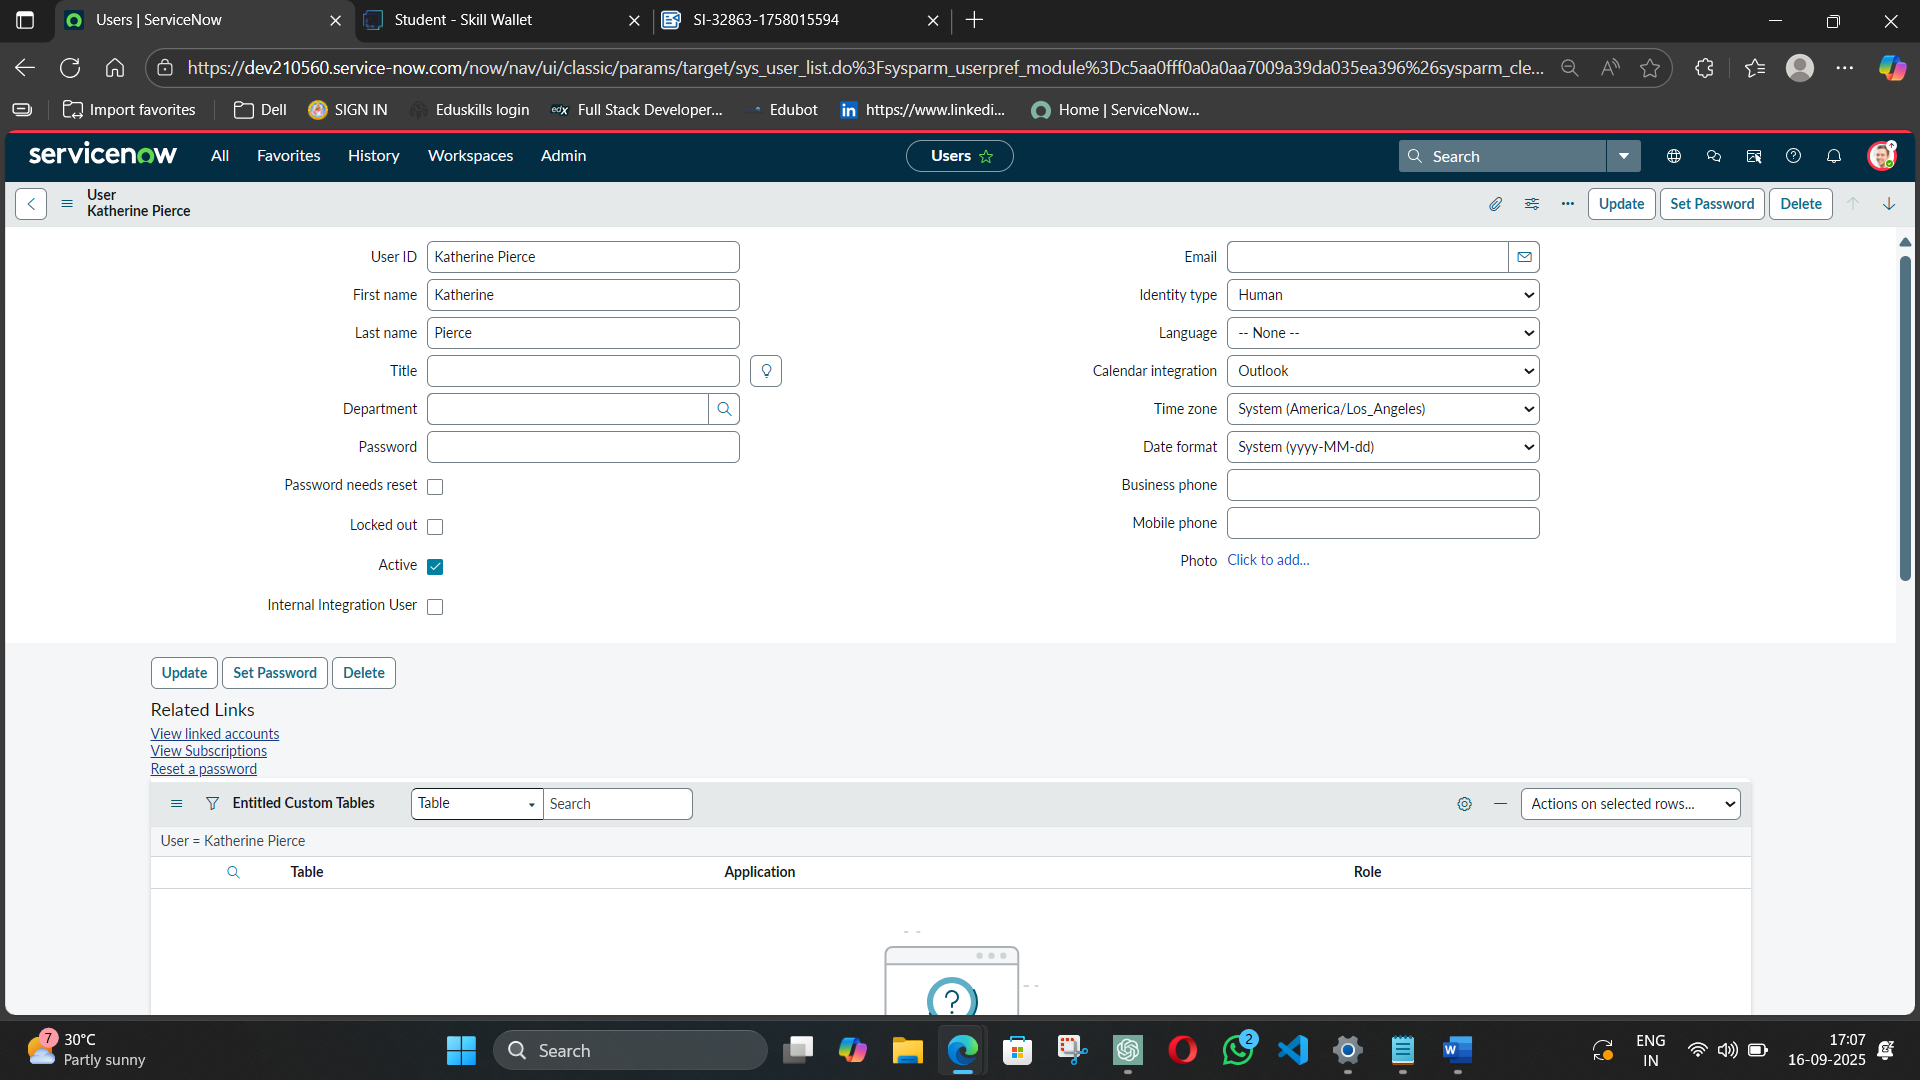 Users | ServiceNow
Student - Skill Wallet
SI-32863-1758015594
https://dev210560.service-now.com/now/nav/ui/classic/params/target/sys_user_list.do%3Fsysparm_userpref_module%3Dc5aa0fff0a0a0aa7009a39da035ea396%26sysparm_cle...
Import favorites
Dell
SIGN IN
Eduskills login
edX Full Stack Developer...
Edubot
in https://www.linkedi...
Home | ServiceNow...
servicenow All Favorites History Workspaces Admin
Users
Search
User
Katherine Pierce
Update Set Password Delete
User ID Katherine Pierce
First name Katherine
Last name Pierce
Title
Department
Password
Password needs reset
Locked out
Active
Internal Integration User
Email
Identity type Human
Language -- None --
Calendar integration Outlook
Time zone System (America/Los_Angeles)
Date format System (yyyy-MM-dd)
Business phone
Mobile phone
Photo Click to add...
Update Set Password Delete
Related Links
View linked accounts
View Subscriptions
Reset a password
Entitled Custom Tables Table Search Actions on selected rows...
User = Katherine Pierce
Table Application Role
?
7
30°C
Partly sunny
Search
2
W
ENG
IN
17:07
16-09-2025